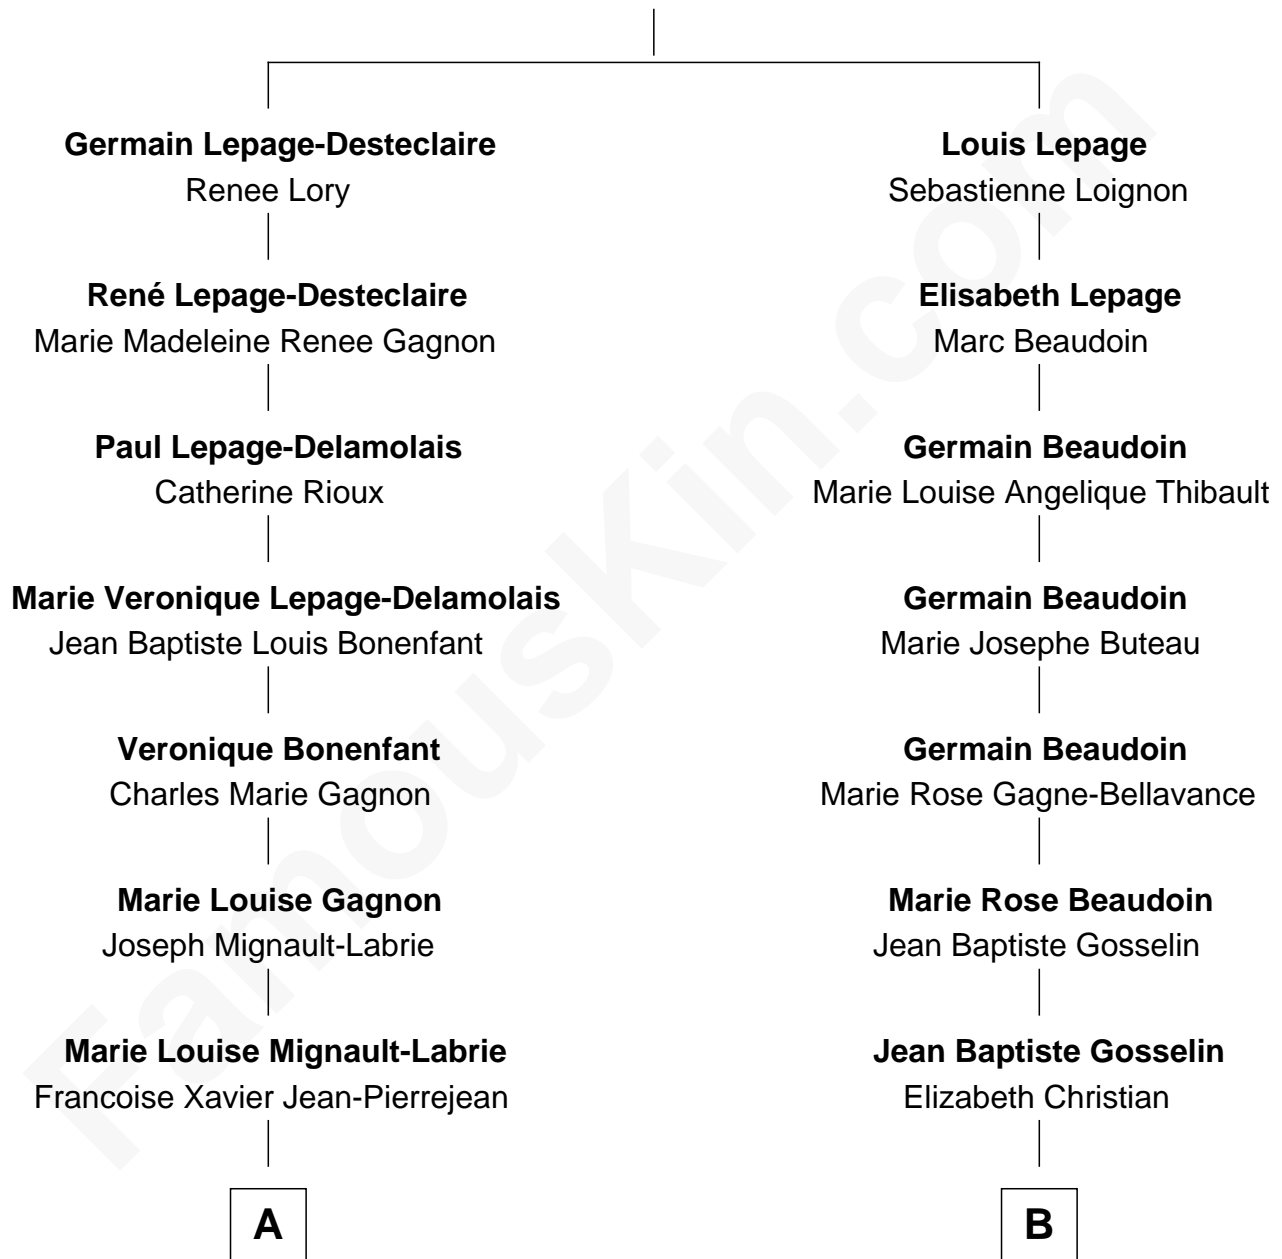 Germain Lepage-Desteclaire
Renee Lory
René Lepage-Desteclaire
Marie Madeleine Renee Gagnon
Paul Lepage-Delamolais
Catherine Rioux
Marie Veronique Lepage-Delamolais
Jean Baptiste Louis Bonenfant
Veronique Bonenfant
Charles Marie Gagnon
Marie Louise Gagnon
Joseph Mignault-Labrie
Marie Louise Mignault-Labrie
Francoise Xavier Jean-Pierrejean
A
Louis Lepage
Sebastienne Loignon
Elisabeth Lepage
Marc Beaudoin
Germain Beaudoin
Marie Louise Angelique Thibault
Germain Beaudoin
Marie Josephe Buteau
Germain Beaudoin
Marie Rose Gagne-Bellavance
Marie Rose Beaudoin
Jean Baptiste Gosselin
Jean Baptiste Gosselin
Elizabeth Christian
B
FamousKin.com